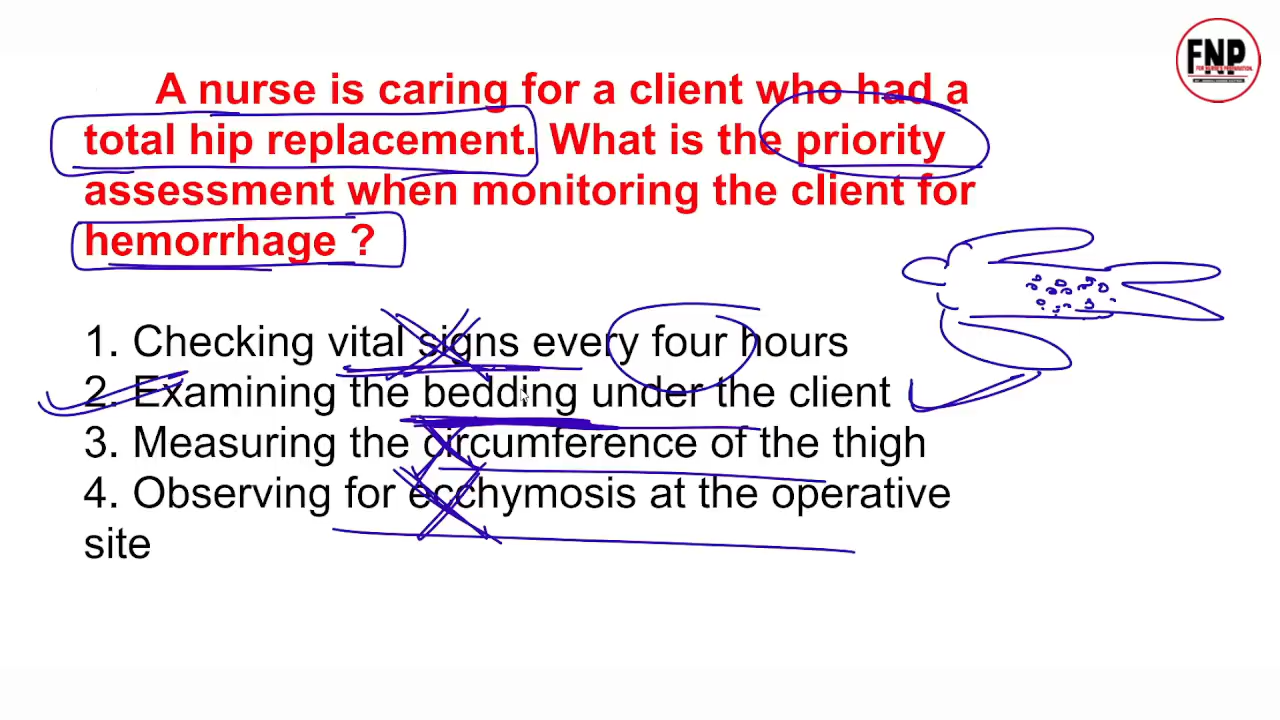 FNP
A nurse is caring for a client who had a
total hip replacement. What is the priority
assessment when monitoring the client for
hemorrhage ?
1. Checking vital signs every four hours
2. Examining the bedding under the client
3. Measuring the circumference of the thigh
4. Observing for ecchymosis at the operative
site